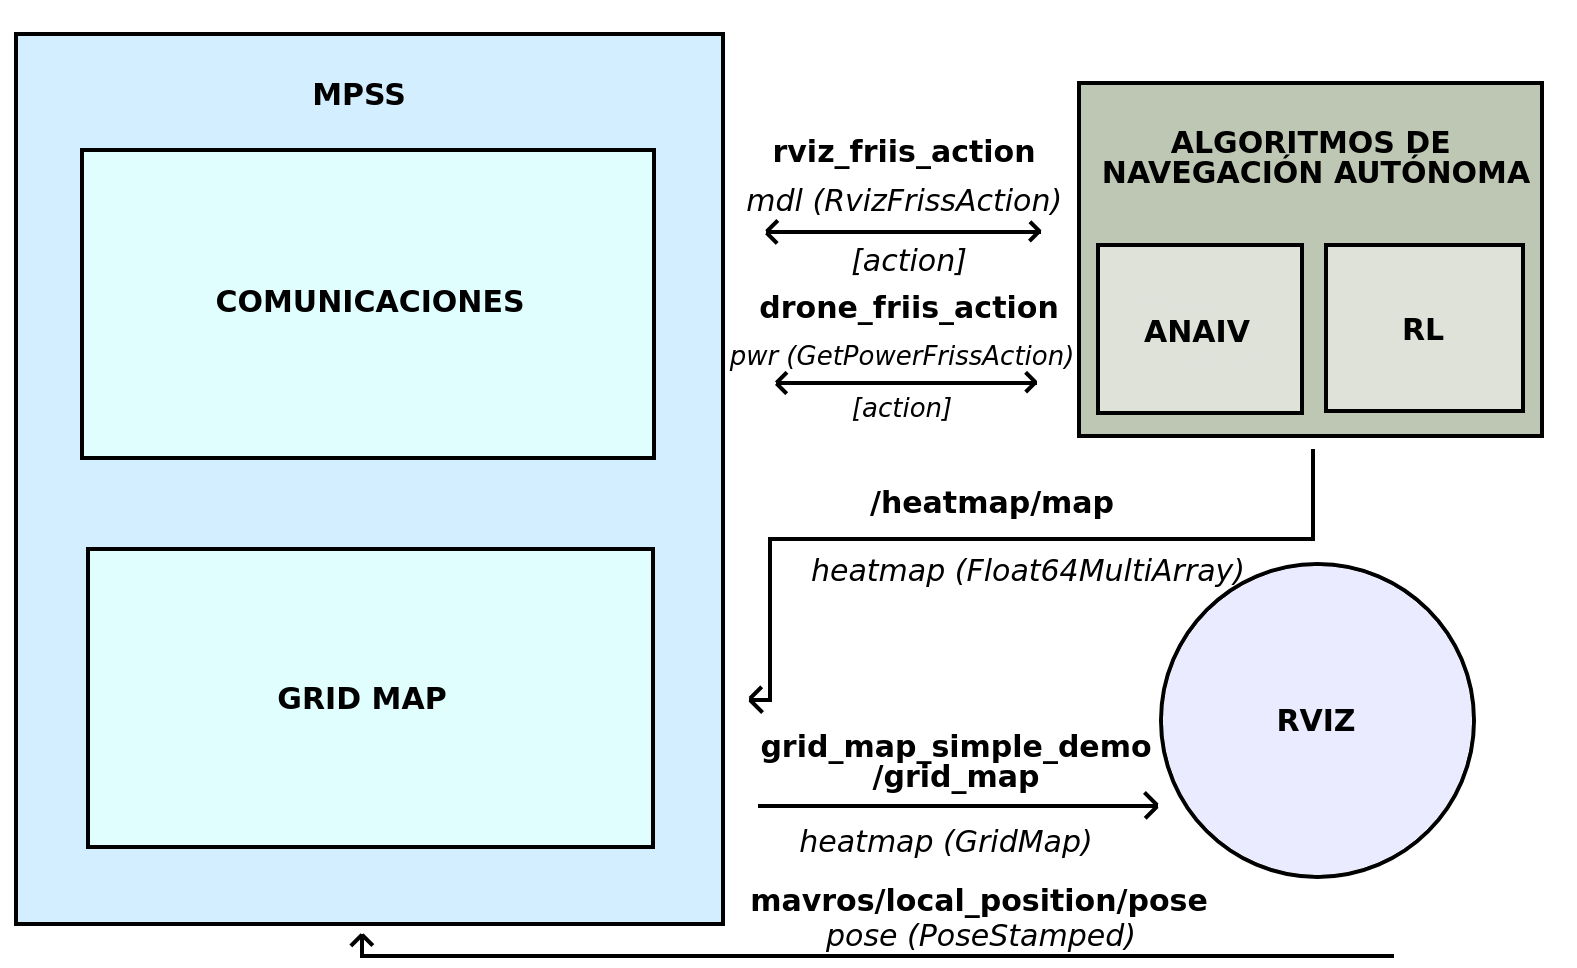 MPSS
COMUNICACIONES
GRID MAP
rviz_friis_action
mdl (RvizFrissAction)
[action]
drone_friis_action
pwr (GetPowerFrissAction)
[action]
ALGORITMOS DE
NAVEGACIÓN AUTÓNOMA
ANAIV
RL
/heatmap/map
heatmap (Float64MultiArray)
RVIZ
grid_map_simple_demo
/grid_map
heatmap (GridMap)
mavros/local_position/pose
pose (PoseStamped)